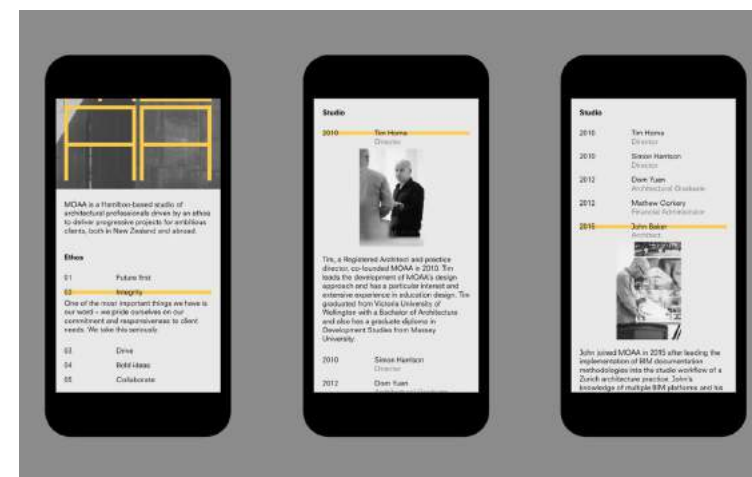 MOAA is a Hamilton-based studio of
architectural professionals driven by an ethos
to deliver progressive projects for ambitious
clients, both in New Zealand and abroad.
Ethos
01 Future first
02 Integrity
One of the most important things we have is
our word – we pride ourselves on our
commitment and responsiveness to client
needs. We take this seriously.
03 Drive
04 Bold ideas
05 Collaborate
Studio
2010 Tim Horne
Director
Tim, a Registered Architect and practice
director, co-founded MOAA in 2010. Tim
leads the development of MOAA's design
approach and has a particular interest and
extensive experience in education design. Tim
graduated from Victoria University of
Wellington with a Bachelor of Architecture
and also has a graduate diploma in
Development Studies from Massey
University.
2010 Simon Harrison
Director
2012 Dom Yuan
Architectural Graduate
Studio
2010 Tim Horne
Director
2010 Simon Harrison
Director
2012 Dom Yuan
Architectural Graduate
2012 Mathew Corkery
Financial Administrator
2015 John Baker
Architect
John joined MOAA in 2015 after leading the
implementation of BIM documentation
methodologies into the studio workflow of a
Zurich architecture practice. John's
knowledge of multiple BIM platforms and his